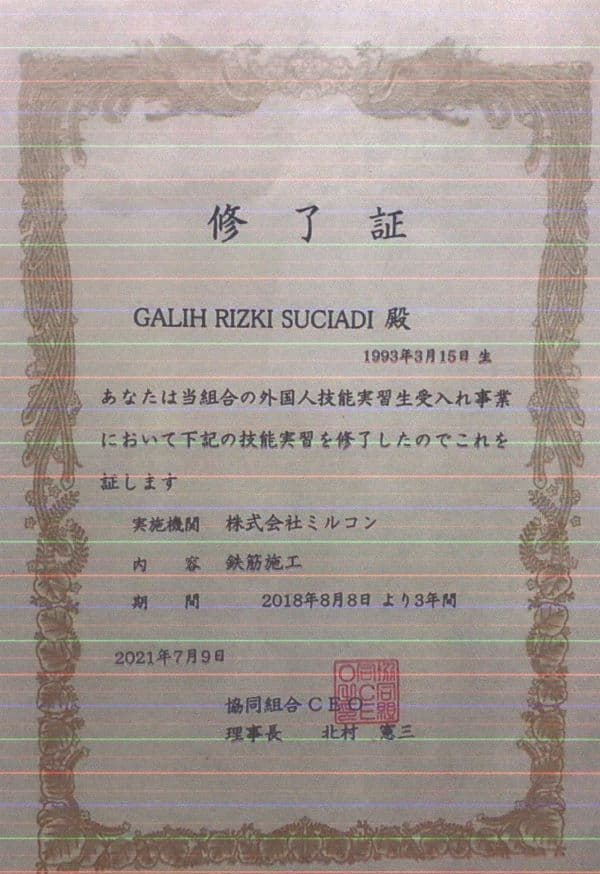 修了証
GALIH RIZKI SUCIADI 殿
1993年3月15日 生
あなたは当組合の外国人技能実習生受入れ事業
において下記の技能実習を修了したのでこれを
証します
実施機関 株式会社ミルコン
内容 鉄筋施工
期間 2018年8月8日 より3年間
2021年7月9日
協同組合CEO
理事長 北村 憲三